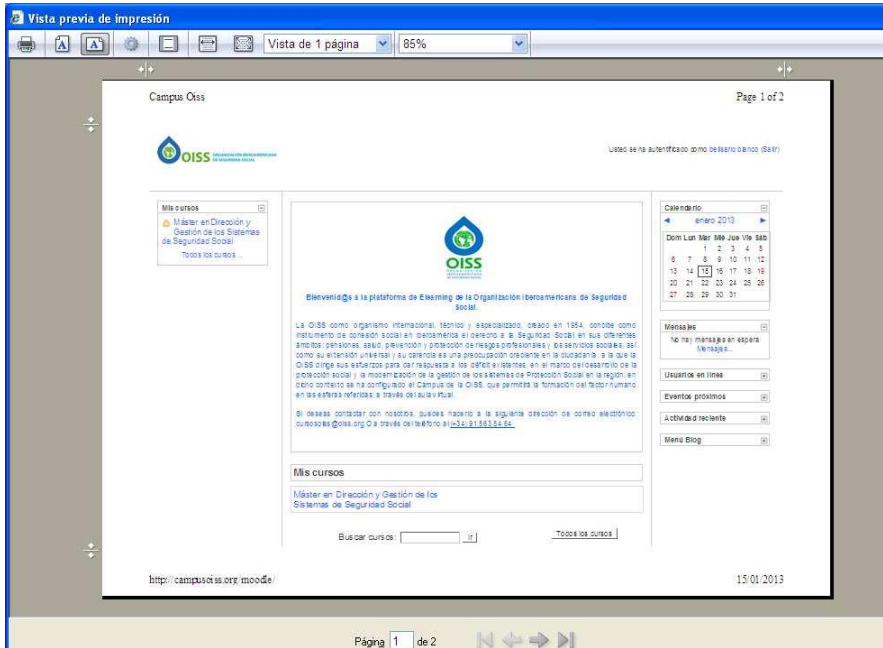 Vista previa de impresión
Vista de 1 página
85%
Campus Oiss
Page 1 of 2
OISS
ORGANIZACIÓN IBEROAMERICANA
DE SEGURIDAD SOCIAL
Usted se ha autentificado como belisario blanco (Salir)
Mis cursos
Máster en Dirección y
Gestión de los Sistemas
de Seguridad Social
Todos los cursos ...
OISS
Bienvenid@s a la plataforma de Elearning de la Organización Iberoamericana de Seguridad
Social.
La OISS como organismo internacional, técnico y especializado, creado en 1954, concibe como
instrumento de cohesión social en Iberoamérica el derecho a la Seguridad Social en sus diferentes
ámbitos: pensiones, salud, prevención y protección de riesgos profesionales y los servicios sociales, así
como su extensión universal y su carencia es una preocupación creciente en la ciudadanía, a la que la
OISS dirige sus esfuerzos para dar respuesta a los déficit existentes, en el marco del desarrollo de la
protección social y la modernización de la gestión de los sistemas de Protección Social en la región, en
dicho contexto se ha configurado el Campus de la OISS, que permitirá la formación del factor humano
en las esferas referidas, a través del aula virtual.
Si deseas contactar con nosotros, puedes hacerlo a la siguiente dirección de correo electrónico
cursosoiss@oiss.org O a través del teléfono al (+34) 91.563.54.54
Mis cursos
Máster en Dirección y Gestión de los
Sistemas de Seguridad Social
Buscar cursos:
Ir
Todos los cursos
Calendario
enero 2013
Dom Lun Mar Mié Jue Vie Sáb
1 2 3 4 5
6 7 8 9 10 11 12
13 14 15 16 17 18 19
20 21 22 23 24 25 26
27 28 29 30 31
Mensajes
No hay mensajes en espera
Mensajes...
Usuarios en línea
Eventos próximos
Actividad reciente
Menú Blog
http://campusoiss.org/moodle/
15/01/2013
Página 1 de 2